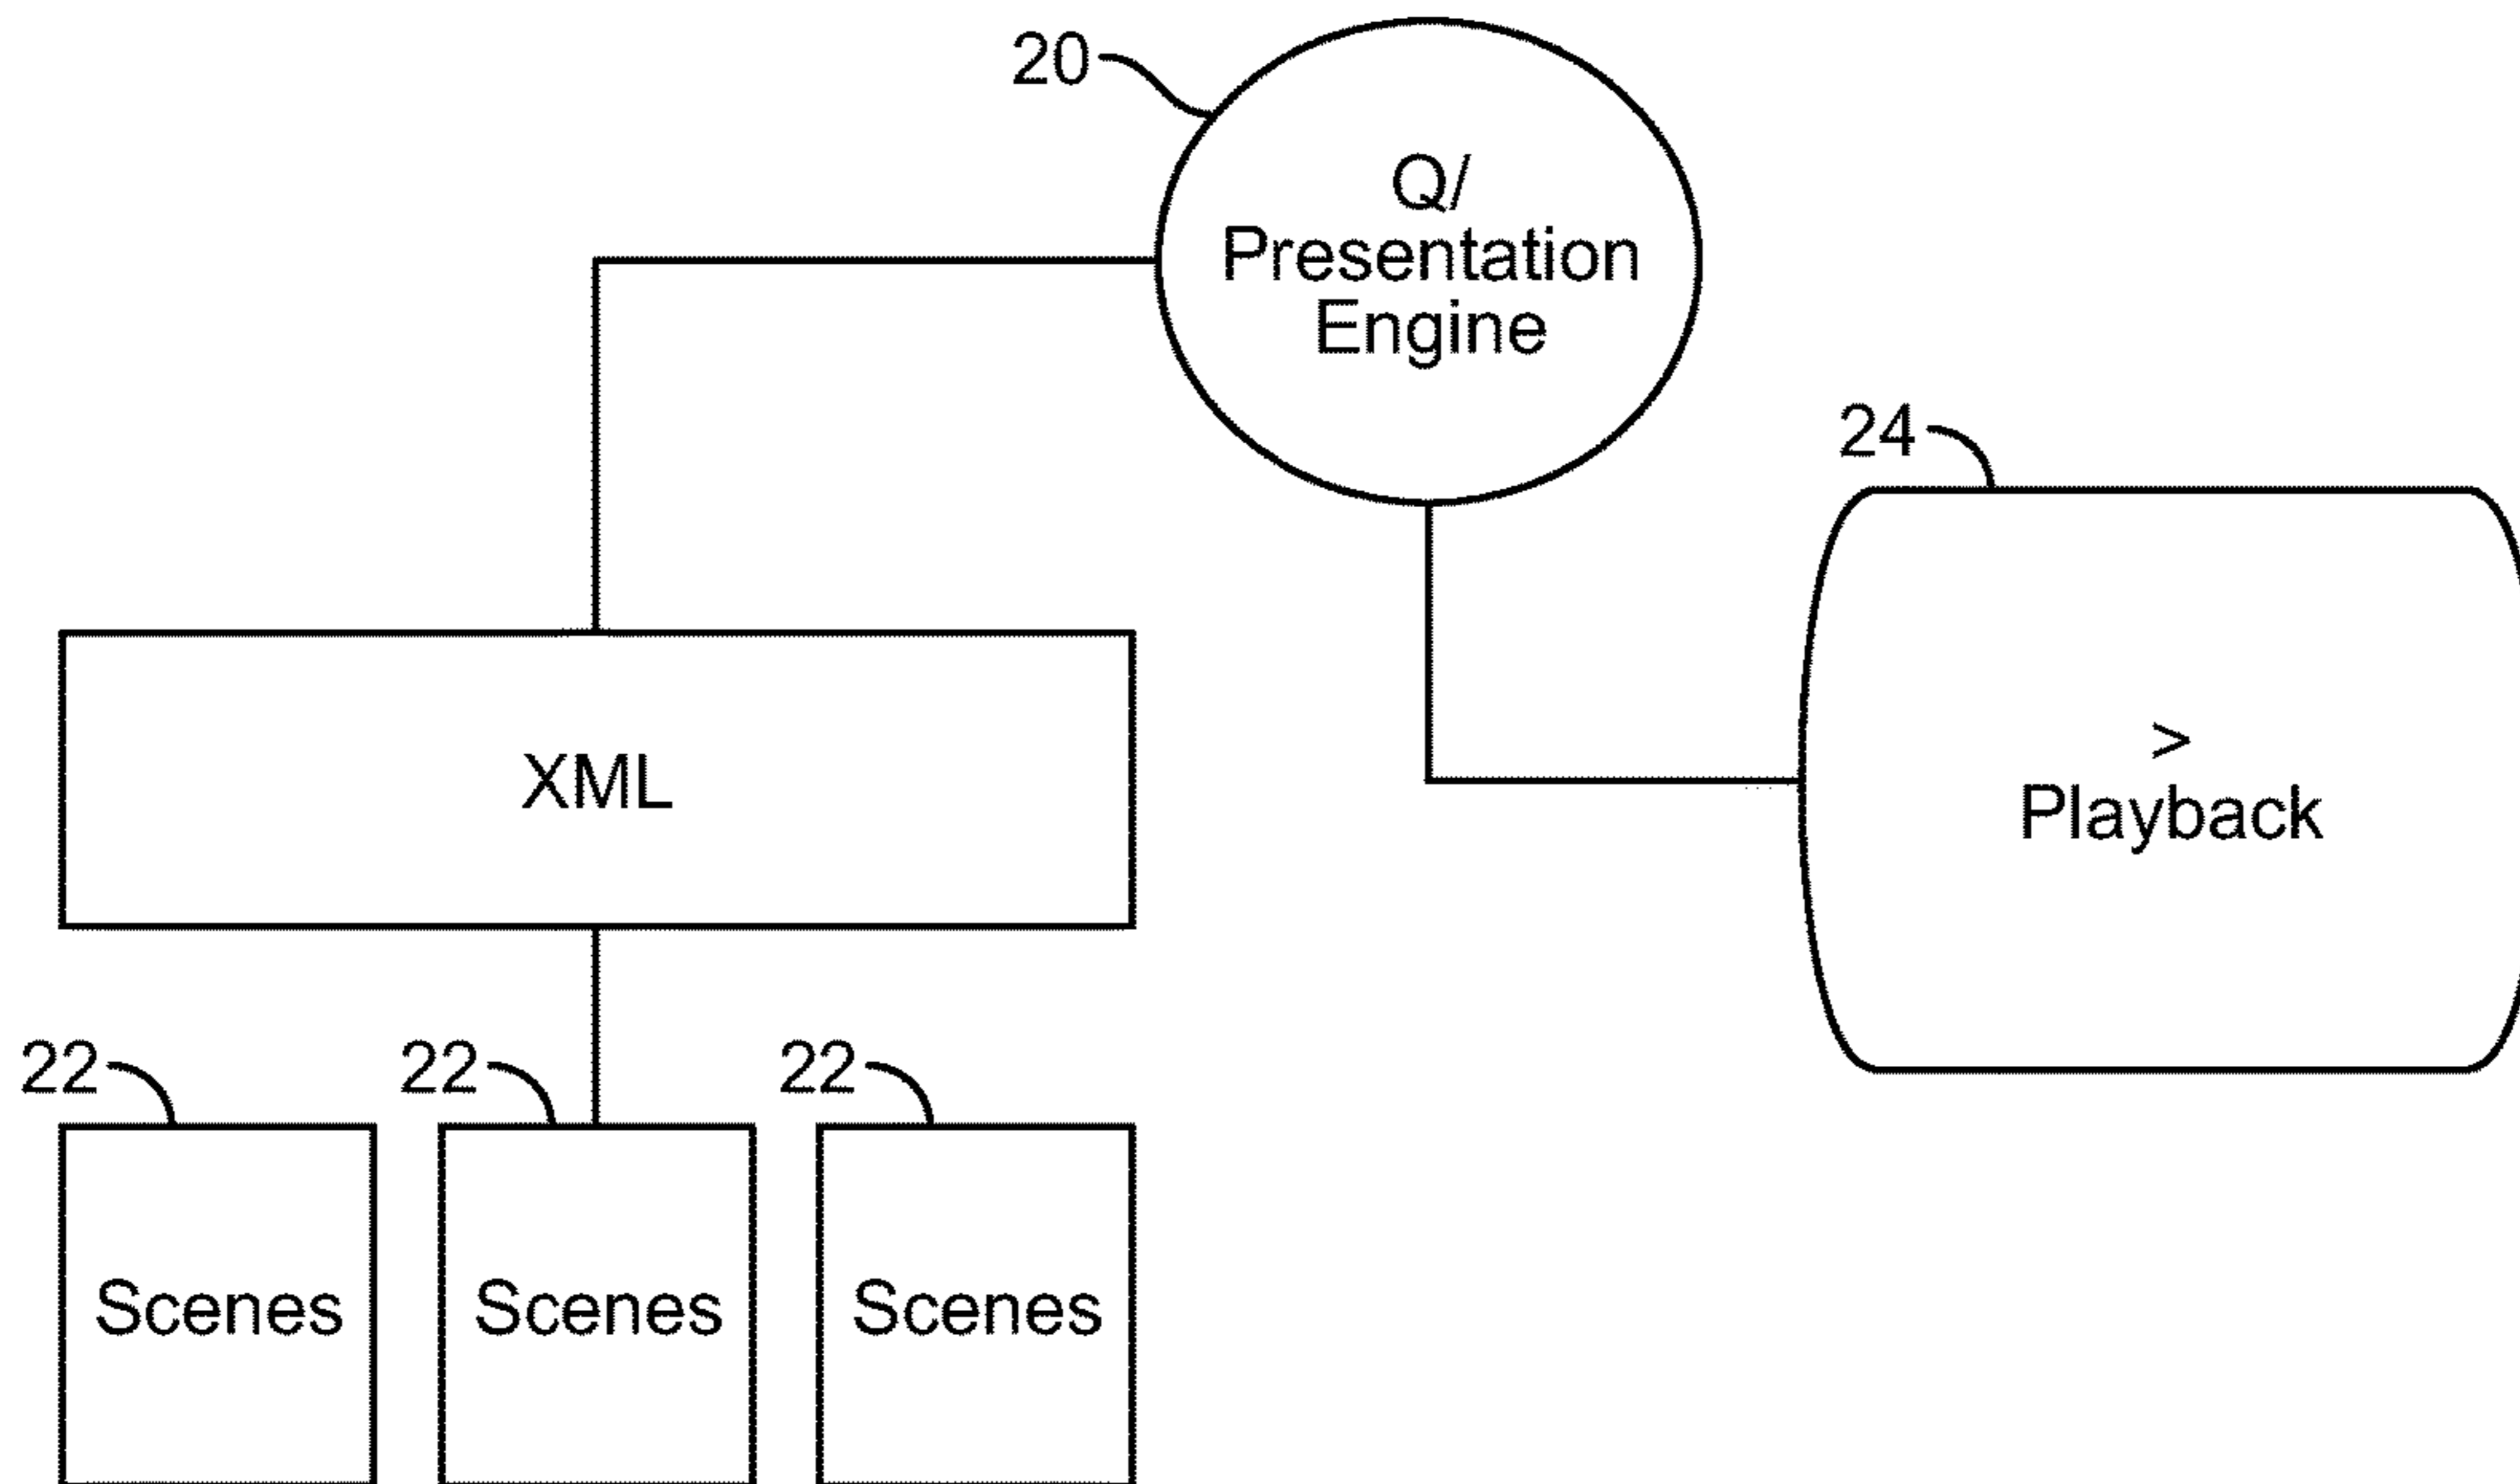 20
Q/
Presentation
Engine
24
>
Playback
XML
22
22
22
Scenes
Scenes
Scenes